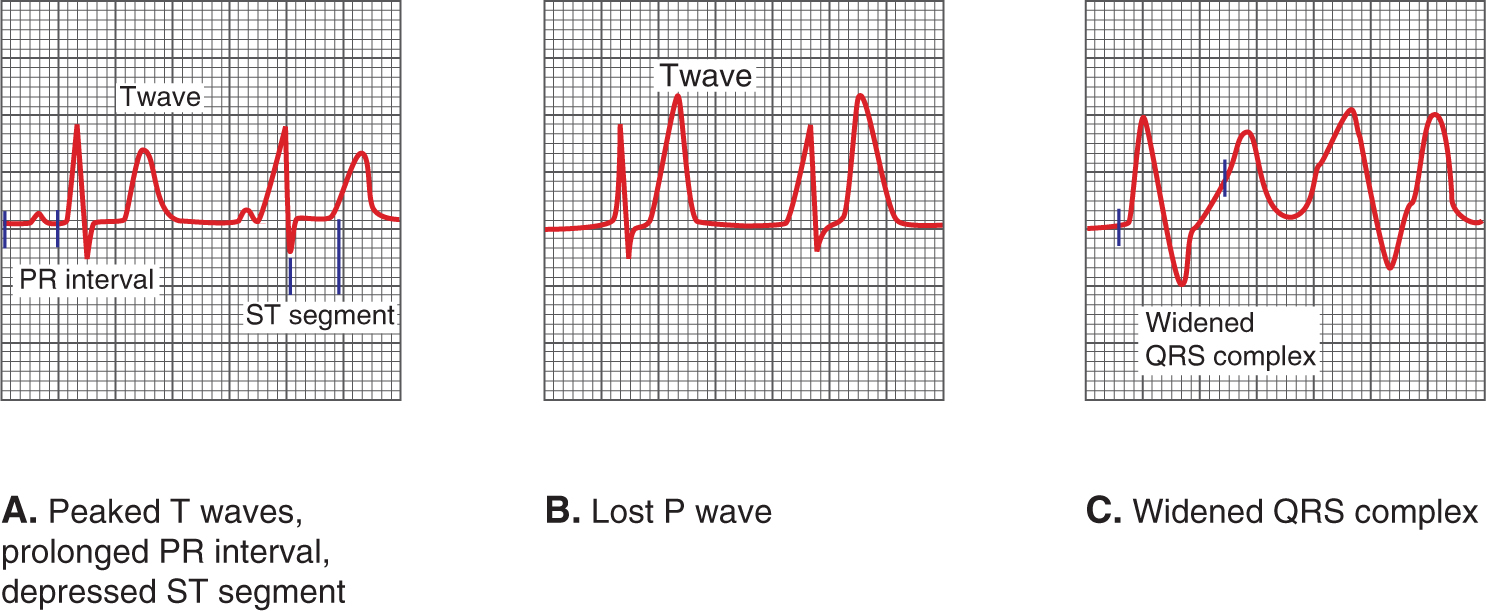 Twave
PR interval
ST segment
Twave
Widened
QRS complex
A. Peaked T waves,
prolonged PR interval,
depressed ST segment
B. Lost P wave
C. Widened QRS complex